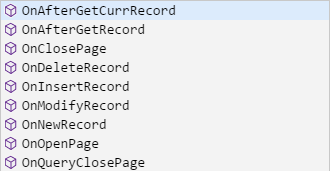 OnAfterGetCurrRecord
OnAfterGetRecord
OnClosePage
OnDeleteRecord
OnInsertRecord
OnModifyRecord
OnNewRecord
OnOpenPage
OnQueryClosePage